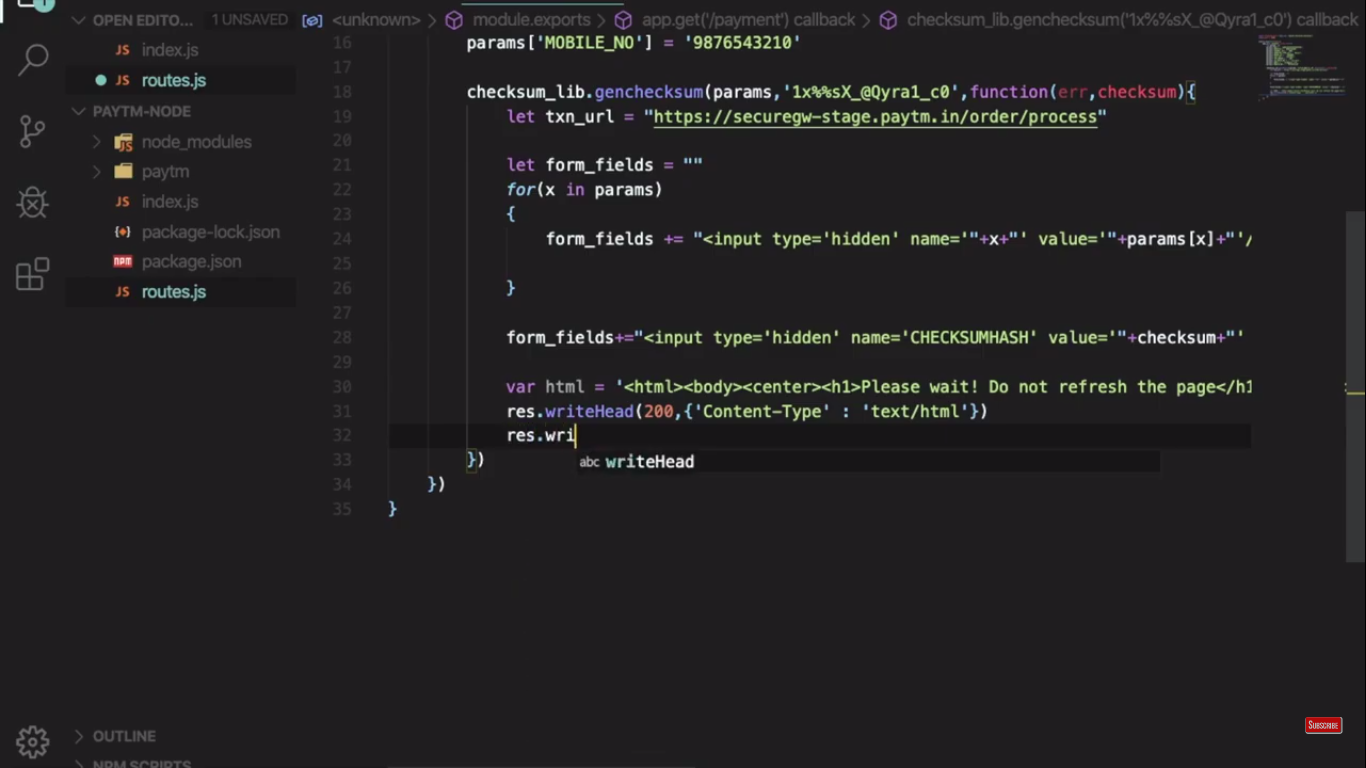 OPEN EDITO... 1 UNSAVED <unknown> > module.exports > app.get('/payment') callback > checksum_lib.genchecksum('1x%%sX_@Qyra1_c0') callback
JS index.js
JS routes.js
PAYTM-NODE
node_modules
paytm
JS index.js
package-lock.json
package.json
JS routes.js
OUTLINE
NPM SCRIPTS
16 params['MOBILE_NO'] = '9876543210'
17
18 checksum_lib.genchecksum(params,'1x%%sX_@Qyra1_c0',function(err,checksum){
19 let txn_url = "https://securegw-stage.paytm.in/order/process"
20
21 let form_fields = ""
22 for(x in params)
23 {
24 form_fields += "<input type='hidden' name='"+x+"' value='"+params[x]+"'/
25
26 }
27
28 form_fields+="<input type='hidden' name='CHECKSUMHASH' value='"+checksum+"'
29
30 var html = '<html><body><center><h1>Please wait! Do not refresh the page</h1
31 res.writeHead(200,{'Content-Type' : 'text/html'})
32 res.wri
abc writeHead
33 })
34 })
35 }
SUBSCRIBE